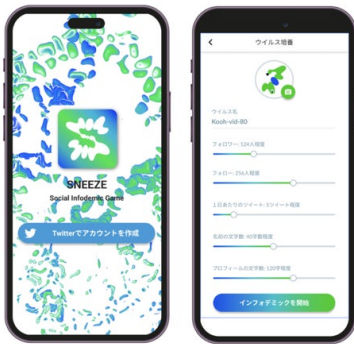 SNEEZE
Social Infodemic Game
Twitterでアカウントを作成
ウイルス培養
ウイルス名
Kooh-vid-80
フォロワー: 124人程度
フォロー: 256人程度
1日あたりのツイート: 3ツイート程度
名前の文字数: 40字数程度
プロフィールの文字数: 120字程度
インフォデミックを開始